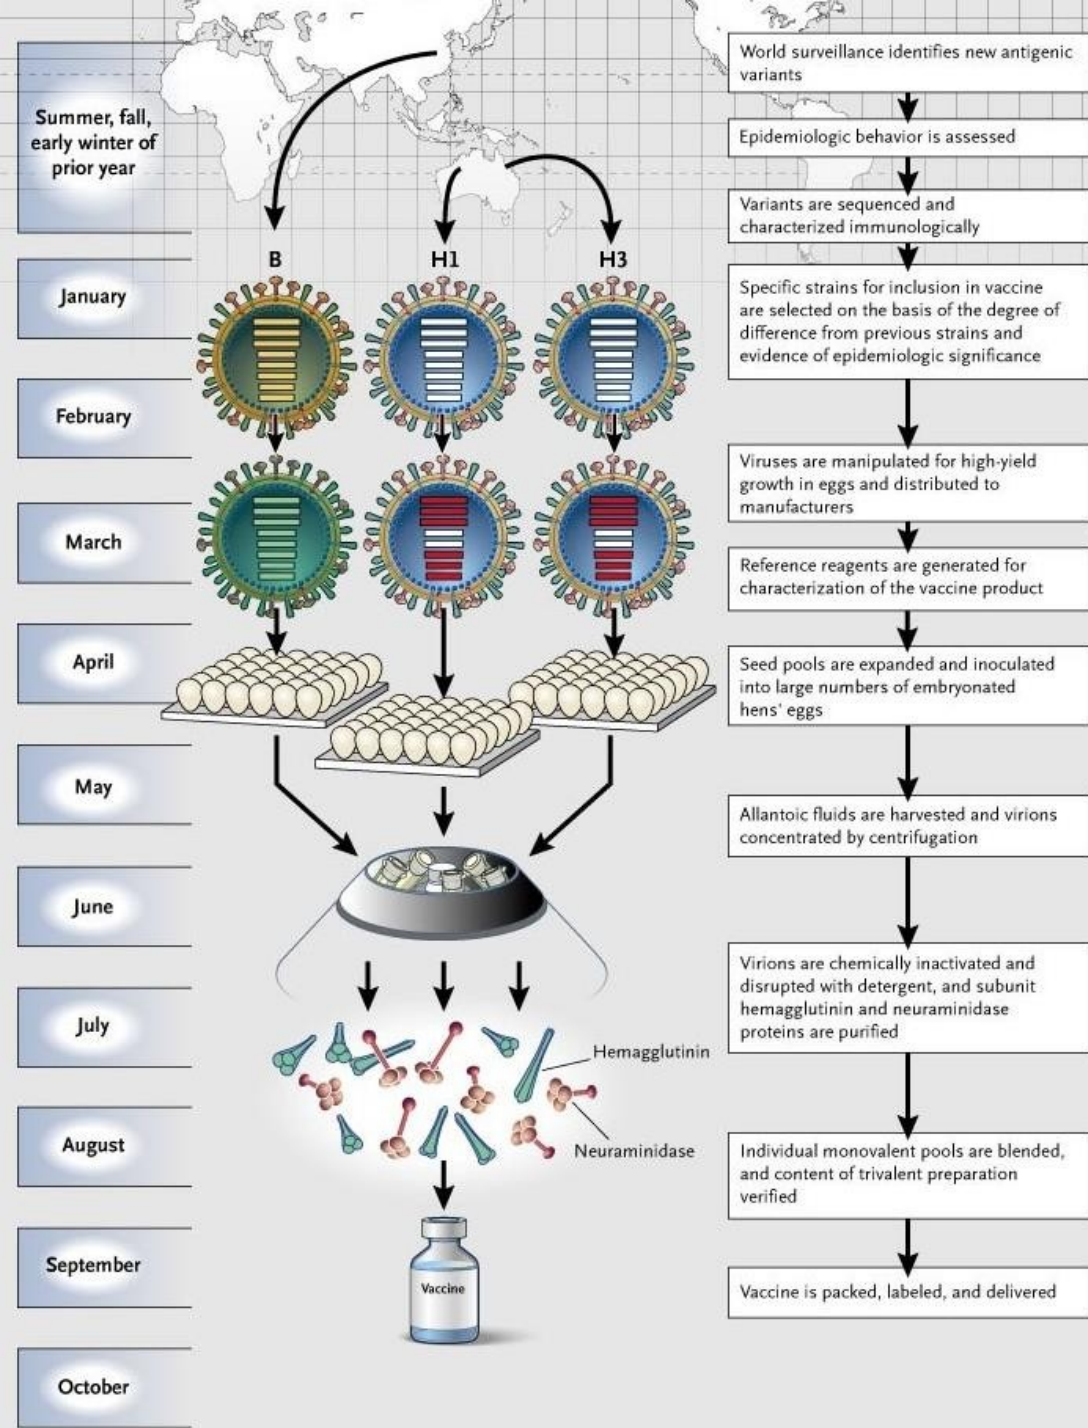 Summer, fall,
early winter of
prior year
January
February
March
April
May
June
July
August
September
October
B
H1
H3
Hemagglutinin
Neuraminidase
Vaccine
World surveillance identifies new antigenic
variants
Epidemiologic behavior is assessed
Variants are sequenced and
characterized immunologically
Specific strains for inclusion in vaccine
are selected on the basis of the degree of
difference from previous strains and
evidence of epidemiologic significance
Viruses are manipulated for high-yield
growth in eggs and distributed to
manufacturers
Reference reagents are generated for
characterization of the vaccine product
Seed pools are expanded and inoculated
into large numbers of embryonated
hens' eggs
Allantoic fluids are harvested and virions
concentrated by centrifugation
Virions are chemically inactivated and
disrupted with detergent, and subunit
hemagglutinin and neuraminidase
proteins are purified
Individual monovalent pools are blended,
and content of trivalent preparation
verified
Vaccine is packed, labeled, and delivered